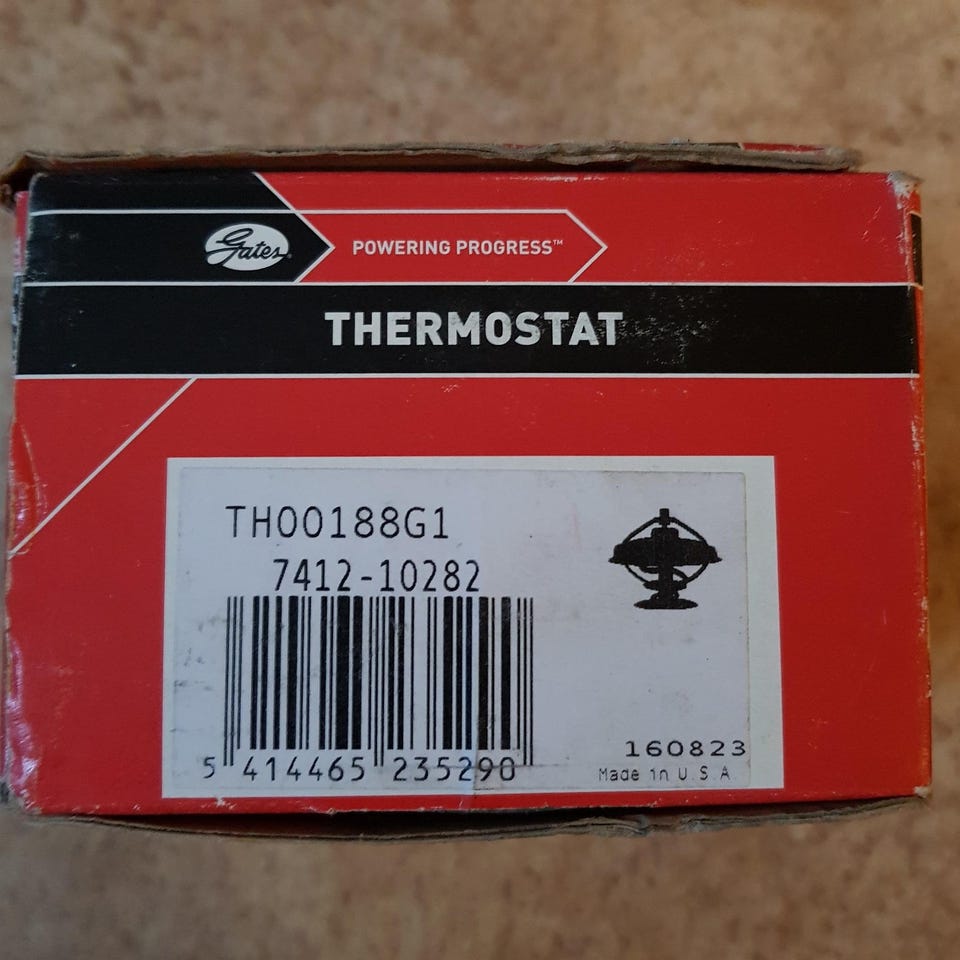 Gates®
POWERING PROGRESS™
THERMOSTAT
TH00188G1
7412-10282
5 414465 235290
160823
Made in U.S.A